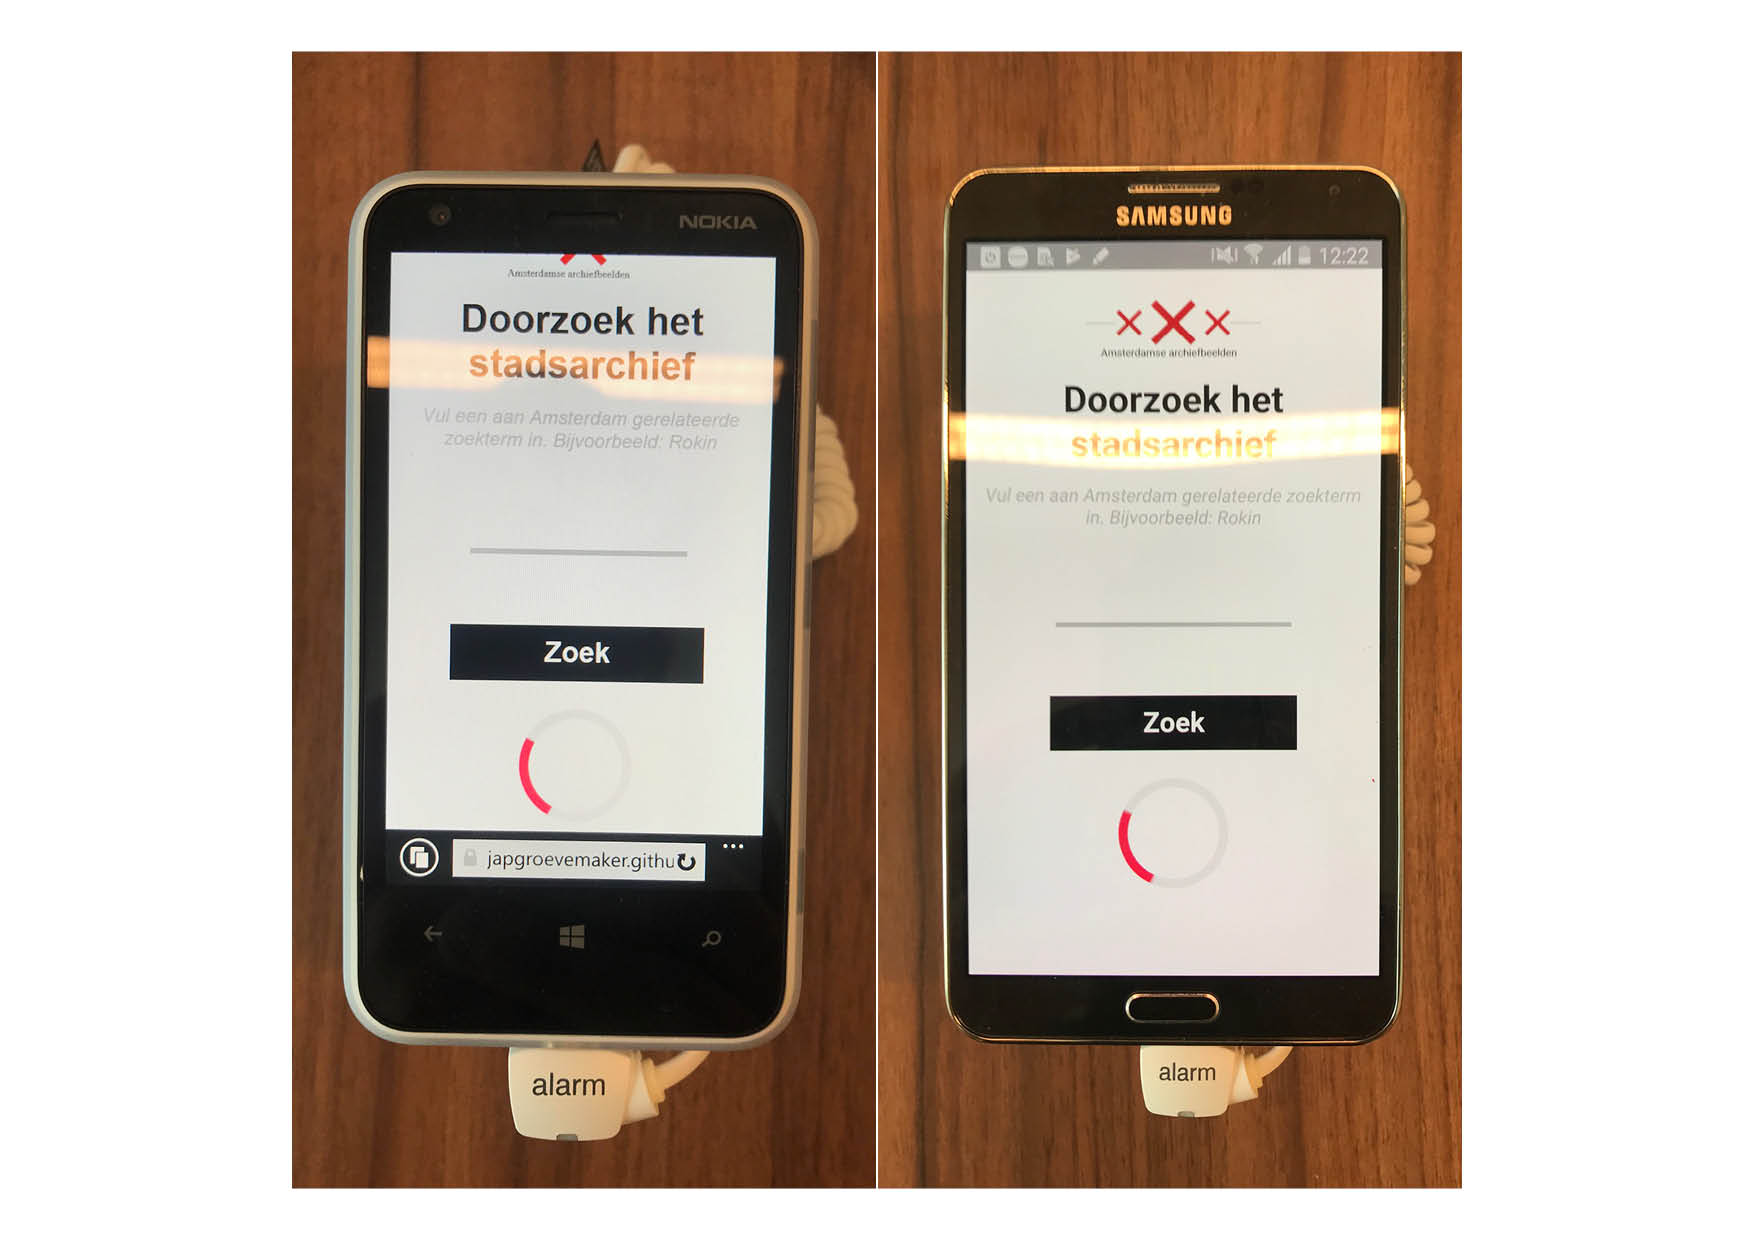 NOKIA
Amsterdamse archiefbeelden
Doorzoek het
stadsarchief
Vul een aan Amsterdam gerelateerde
zoekterm in. Bijvoorbeeld: Rokin
Zoek
japgroevemaker.githu
alarm
SAMSUNG
12:22
Amsterdamse archiefbeelden
Doorzoek het
stadsarchief
Vul een aan Amsterdam gerelateerde zoekterm
in. Bijvoorbeeld: Rokin
Zoek
alarm